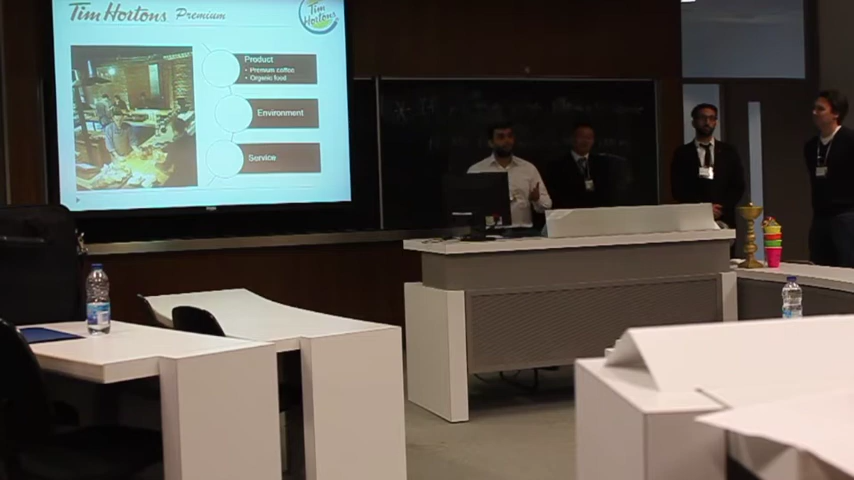 Tim Hortons Premium
Tim
Hortons
Product
• Premium coffee
• Organic food
Environment
Service